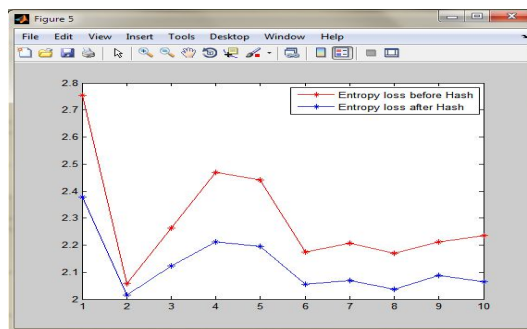 Figure 5
File Edit View Insert Tools Desktop Window Help
2.8
2.7
2.6
2.5
2.4
2.3
2.2
2.1
2
1 2 3 4 5 6 7 8 9 10
Entropy loss before Hash
Entropy loss after Hash